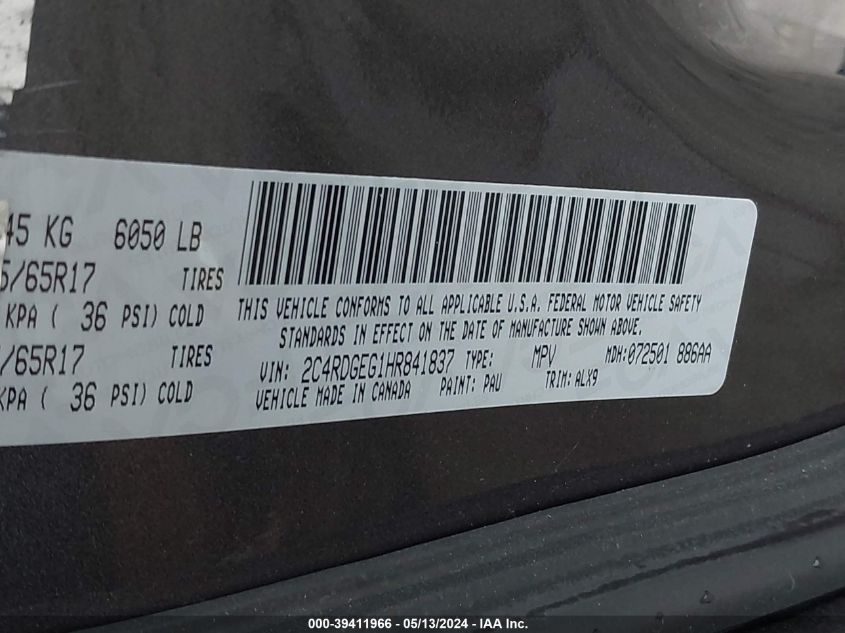 45 KG 6050 LB
5/65R17 TIRES
KPA ( 36 PSI) COLD
/65R17 TIRES
KPA ( 36 PSI) COLD
THIS VEHICLE CONFORMS TO ALL APPLICABLE U.S.A. FEDERAL MOTOR VEHICLE SAFETY
STANDARDS IN EFFECT ON THE DATE OF MANUFACTURE SHOWN ABOVE.
VIN: 2C4RDGEG1HR841837 TYPE: MPV MDH:072501 886AA
VEHICLE MADE IN CANADA PAINT: PAU TRIM: ALX9
000-39411966 - 05/13/2024 - IAA Inc.